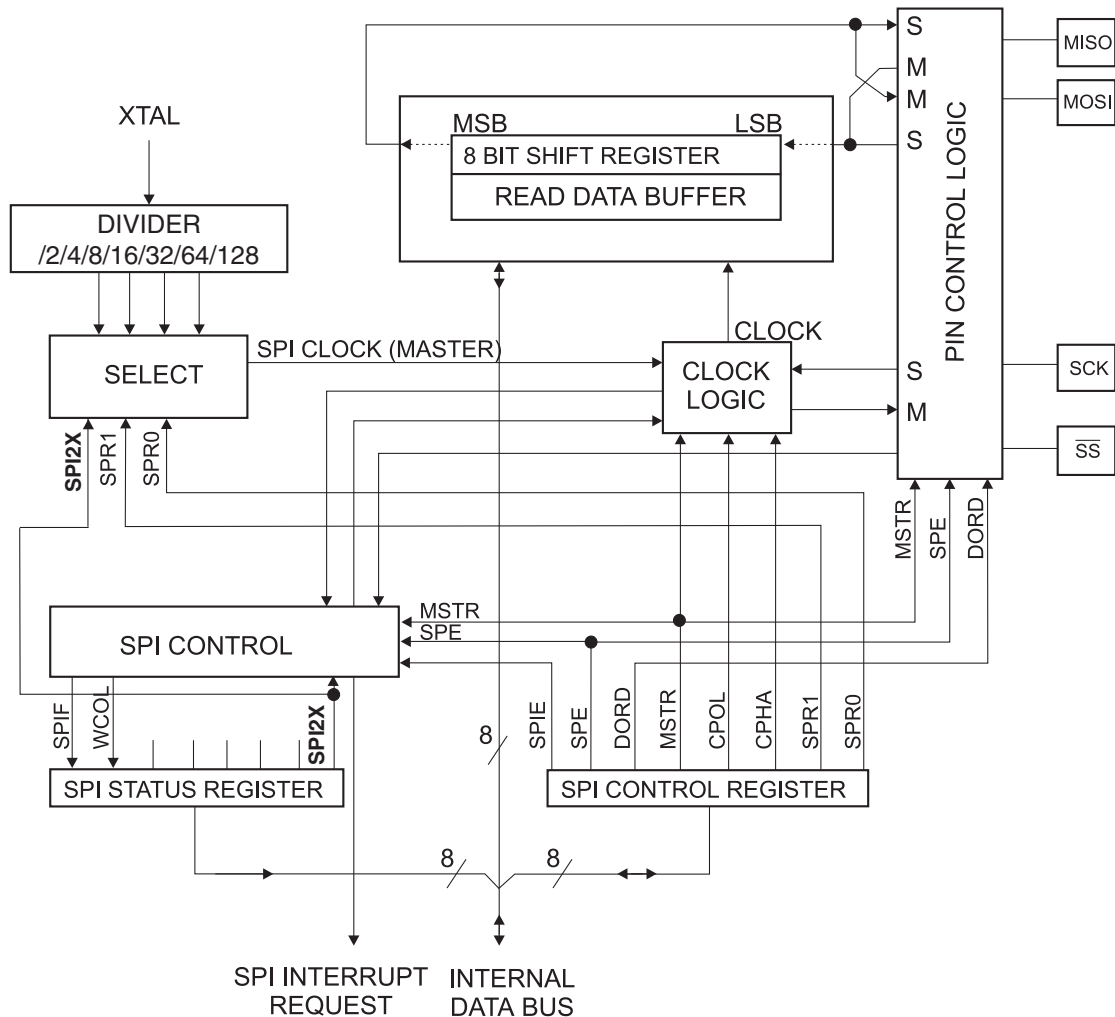 S
MISO
M
M
MOSI
XTAL
MSB
LSB
S
8 BIT SHIFT REGISTER
READ DATA BUFFER
PIN CONTROL LOGIC
DIVIDER
/2/4/8/16/32/64/128
CLOCK
SPI CLOCK (MASTER)
SELECT
CLOCK
LOGIC
S
SCK
M
SS
SPI2X
SPR1
SPR0
MSTR
SPE
DORD
MSTR
SPE
SPI CONTROL
SPIF
WCOL
SPI2X
8
SPIE
SPE
DORD
MSTR
CPOL
CPHA
SPR1
SPR0
SPI STATUS REGISTER
SPI CONTROL REGISTER
8
8
SPI INTERRUPT
REQUEST
INTERNAL
DATA BUS